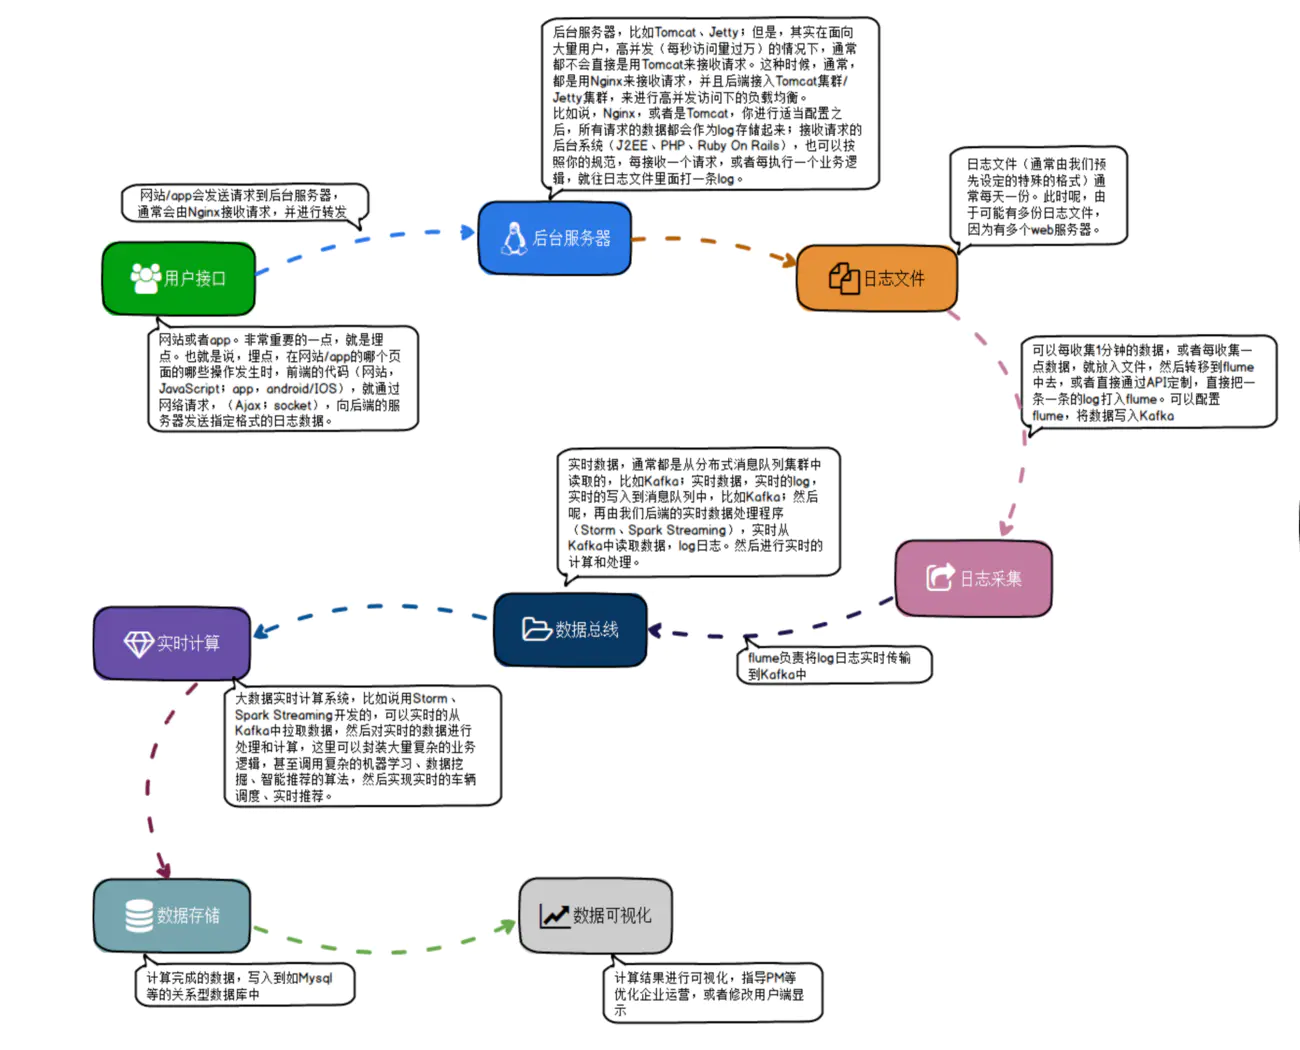 后台服务器，比如Tomcat、Jetty；但是，其实在面向
大量用户，高并发（每秒访问量过万）的情况下，通常
都不会直接是用Tomcat来接收请求。这种时候，通常，
都是用Nginx来接收请求，并且后端接入Tomcat集群/
Jetty集群，来进行高并发访问下的负载均衡。
比如说，Nginx，或者是Tomcat，你进行适当配置之
后，所有请求的数据都会作为log存储起来；接收请求的
后台系统（J2EE、PHP、Ruby On Rails），也可以按
照你的规范，每接收一个请求，或者每执行一个业务逻
辑，就往日志文件里面打一条log。
网站/app会发送请求到后台服务器，
通常会由Nginx接收请求，并进行转发
后台服务器
日志文件（通常由我们预
先设定的特殊的格式）通
常每天一份。此时呢，由
于可能有多份日志文件，
因为有多个web服务器。
用户接口
日志文件
网站或者app。非常重要的一点，就是埋
点。也就是说，埋点，在网站/app的哪个页
面的哪些操作发生时，前端的代码（网站，
JavaScript；app，android/IOS），就通过
网络请求，（Ajax；socket），向后端的服
务器发送指定格式的日志数据。
可以每收集1分钟的数据，或者每收集一
点数据，就放入文件，然后转移到flume
中去，或者直接通过API定制，直接把一
条一条的log打入flume。可以配置
flume，将数据写入Kafka
实时数据，通常都是从分布式消息队列集群中
读取的，比如Kafka；实时数据，实时的log，
实时的写入到消息队列中，比如Kafka；然后
呢，再由我们后端的实时数据处理程序
（Storm、Spark Streaming），实时从
Kafka中读取数据，log日志。然后进行实时的
计算和处理。
日志采集
数据总线
实时计算
flume负责将log日志实时传输
到Kafka中
大数据实时计算系统，比如说用Storm、
Spark Streaming开发的，可以实时的从
Kafka中拉取数据，然后对实时的数据进行
处理和计算，这里可以封装大量复杂的业务
逻辑，甚至调用复杂的机器学习、数据挖
掘、智能推荐的算法，然后实现实时的车辆
调度、实时推荐。
数据存储
数据可视化
计算完成的数据，写入到如Mysql
等的关系型数据库中
计算结果进行可视化，指导PM等
优化企业运营，或者修改用户端显
示